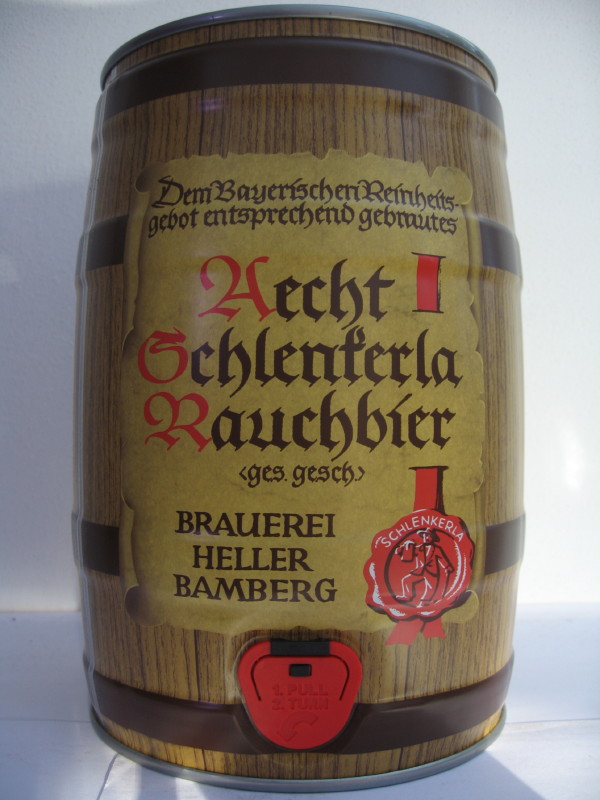 Dem Bayerischen Reinheits-
gebot entsprechend gebrautes
Aecht
Schlenkerla
Rauchbier
<ges. gesch.>
BRAUEREI
HELLER
BAMBERG
SCHLENKERLA
1. PULL
2. TURN